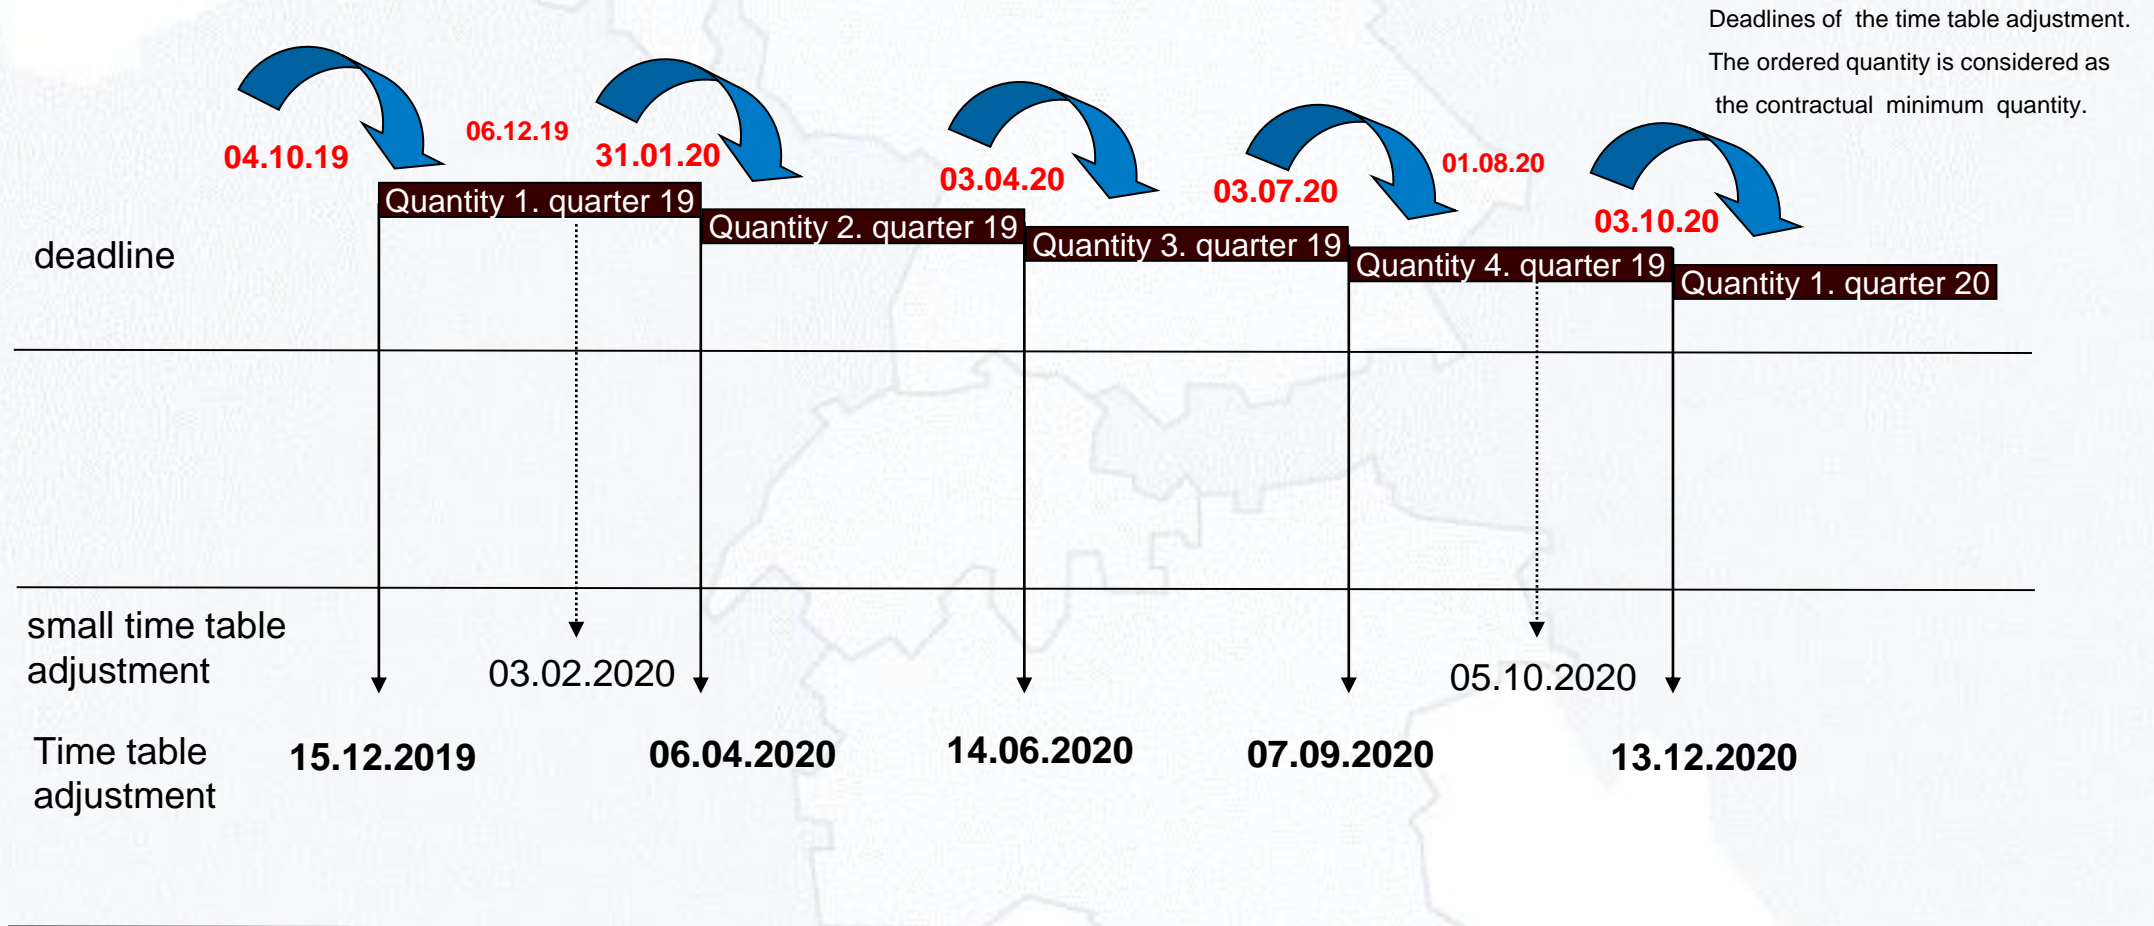 Deadlines of the time table adjustment.
The ordered quantity is considered as
the contractual minimum quantity.
04.10.19
06.12.19
31.01.20
03.04.20
03.07.20
01.08.20
03.10.20
Quantity 1. quarter 19
Quantity 2. quarter 19
Quantity 3. quarter 19
Quantity 4. quarter 19
Quantity 1. quarter 20
deadline
small time table
adjustment
03.02.2020
05.10.2020
Time table
adjustment
15.12.2019
06.04.2020
14.06.2020
07.09.2020
13.12.2020